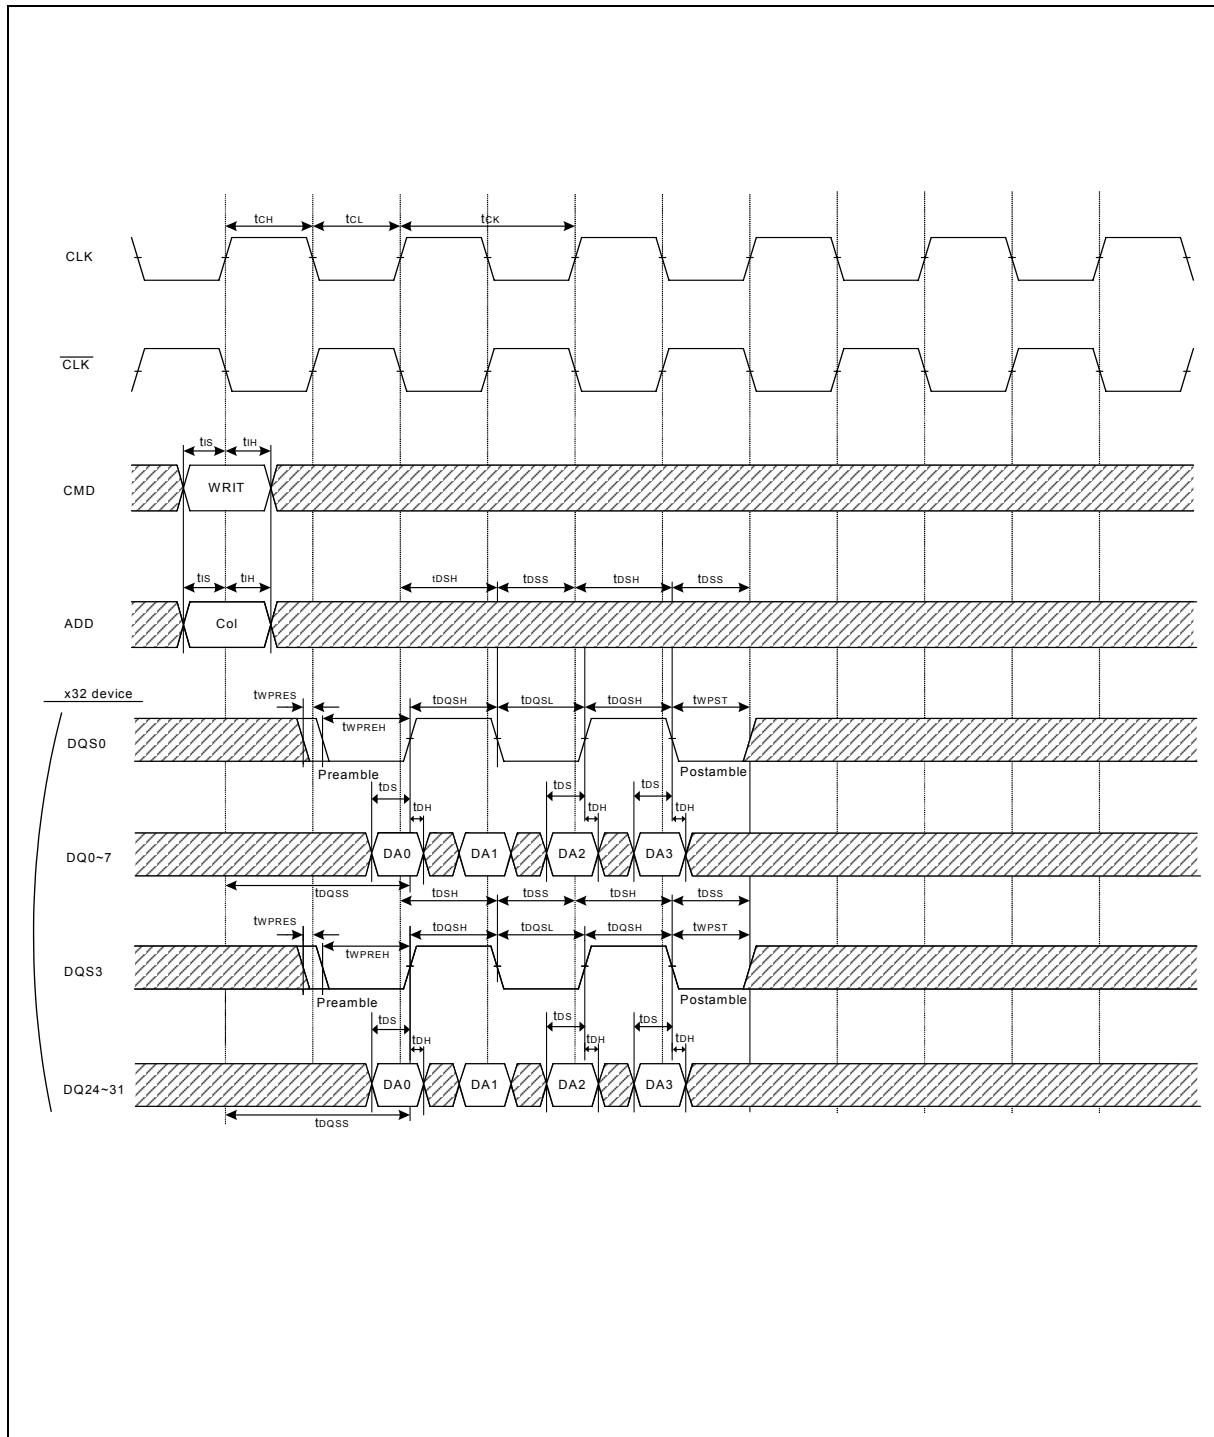 tCH tCL tCK
CLK
CLK
tIS tIH
CMD WRIT
tIS tIH tDSH tDSS tDSH tDSS
ADD Col
x32 device
tWPRES tDQSH tDQSL tDQSH tWPST
tWPREH
DQS0
Preamble Postamble
tDS tDS tDS
tDH tDH tDH
DQ0~7 DA0 DA1 DA2 DA3
tDQSS
tDSH tDSS tDSH tDSS
tWPRES tDQSH tDQSL tDQSH tWPST
tWPREH
DQS3
Preamble Postamble
tDS tDS tDS
tDH tDH tDH
DQ24~31 DA0 DA1 DA2 DA3
tDQSS